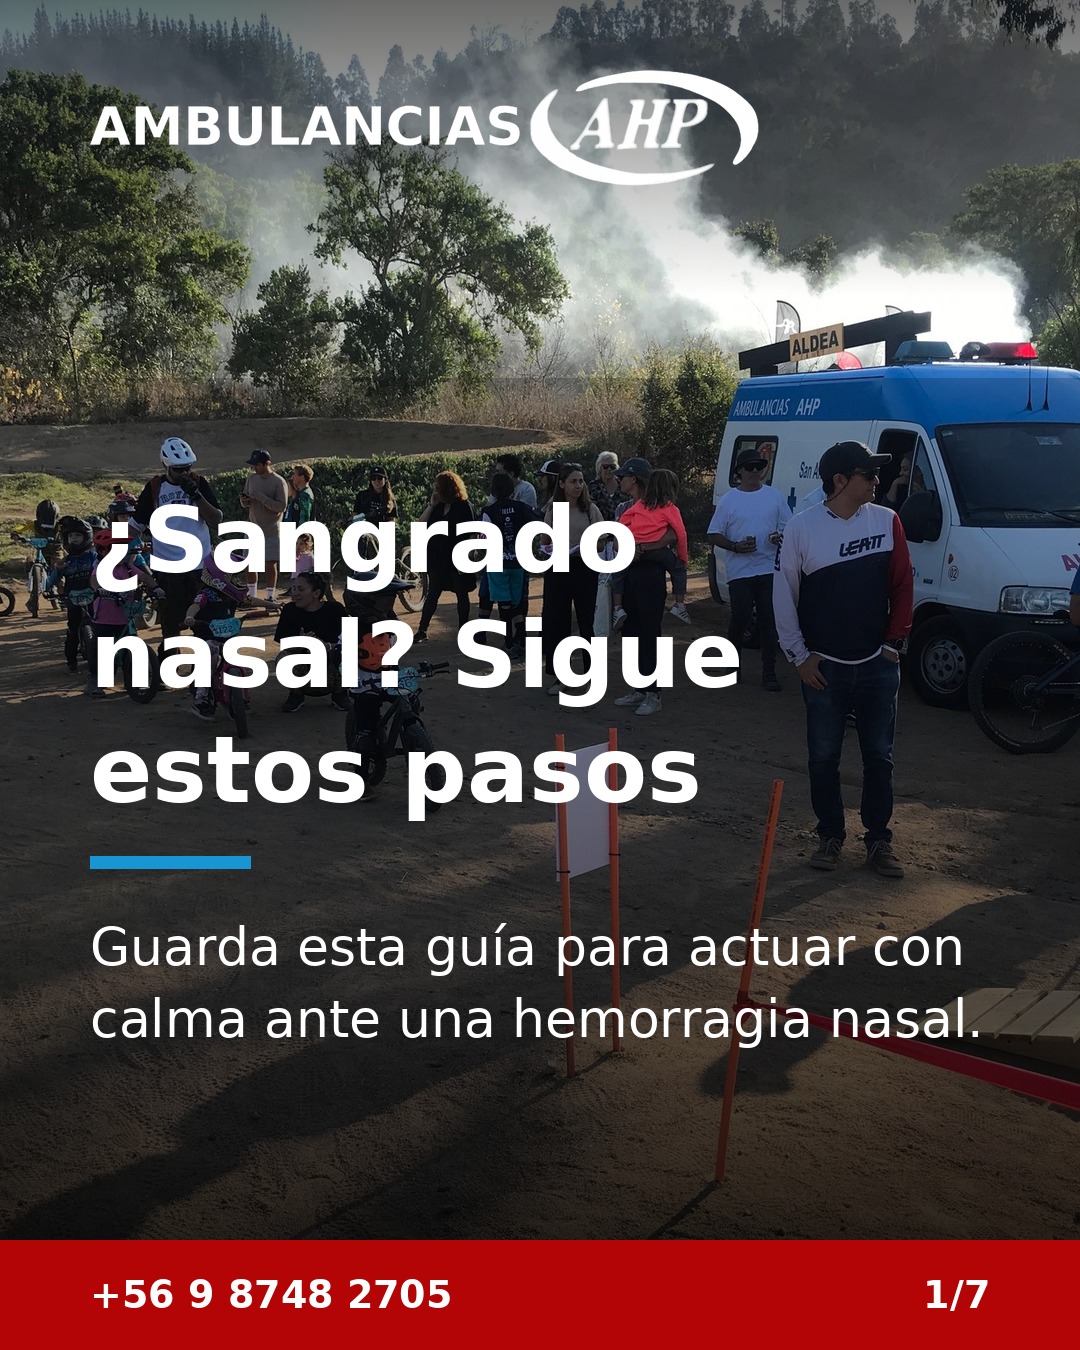 AMBULANCIAS AHP
ALDEA
AMBULANCIAS AHP
San A
LEATT
¿Sangrado
nasal? Sigue
estos pasos
Guarda esta guía para actuar con
calma ante una hemorragia nasal.
+56 9 8748 2705
1/7